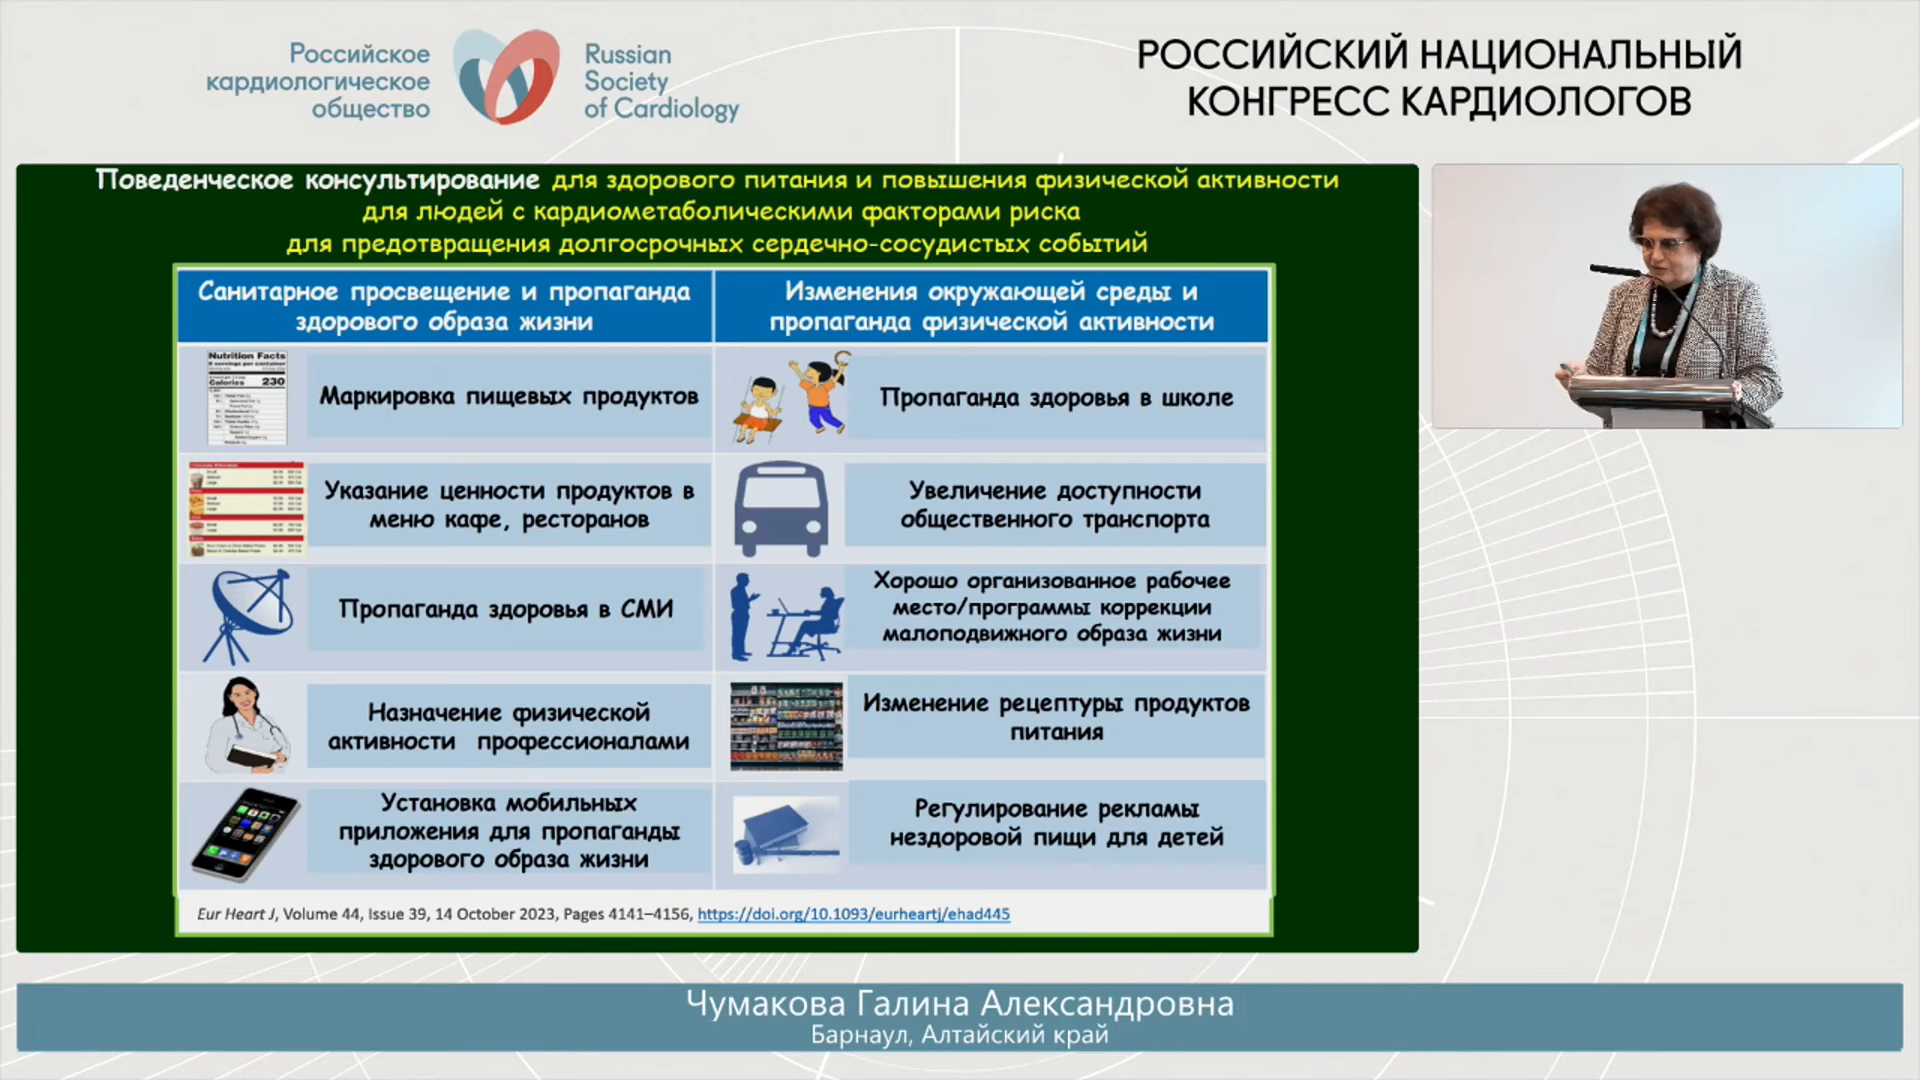 Российское
кардиологическое
общество
Russian
Society
of Cardiology
РОССИЙСКИЙ НАЦИОНАЛЬНЫЙ
КОНГРЕСС КАРДИОЛОГОВ
Поведенческое консультирование для здорового питания и повышения физической активности
для людей с кардиометаболическими факторами риска
для предотвращения долгосрочных сердечно-сосудистых событий
Санитарное просвещение и пропаганда
здорового образа жизни
Изменения окружающей среды и
пропаганда физической активности
Nutrition Facts
Calories 230
Маркировка пищевых продуктов
Пропаганда здоровья в школе
Указание ценности продуктов в
меню кафе, ресторанов
Увеличение доступности
общественного транспорта
Пропаганда здоровья в СМИ
Хорошо организованное рабочее
место/программы коррекции
малоподвижного образа жизни
Назначение физической
активности профессионалами
Изменение рецептуры продуктов
питания
Установка мобильных
приложения для пропаганды
здорового образа жизни
Регулирование рекламы
нездоровой пищи для детей
Eur Heart J, Volume 44, Issue 39, 14 October 2023, Pages 4141–4156, https://doi.org/10.1093/eurheartj/ehad445
Чумакова Галина Александровна
Барнаул, Алтайский край